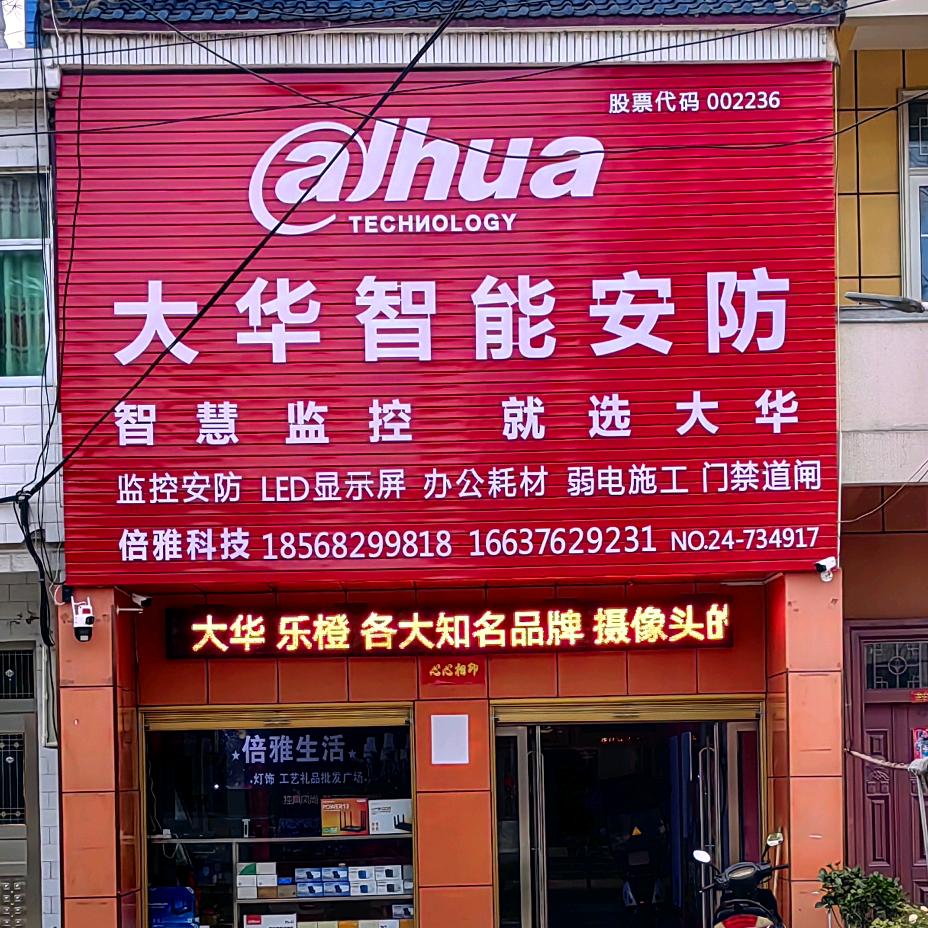 股票代码 002236
alhua
TECHNOLOGY
大华智能安防
智慧监控 就选大华
监控安防 LED显示屏 办公耗材 弱电施工 门禁道闸
倍雅科技 18568299818 16637629231 NO.24-734917
大华 乐橙 各大知名品牌 摄像头的
心心相印
★倍雅生活★
·灯饰 工艺礼品批发广场·